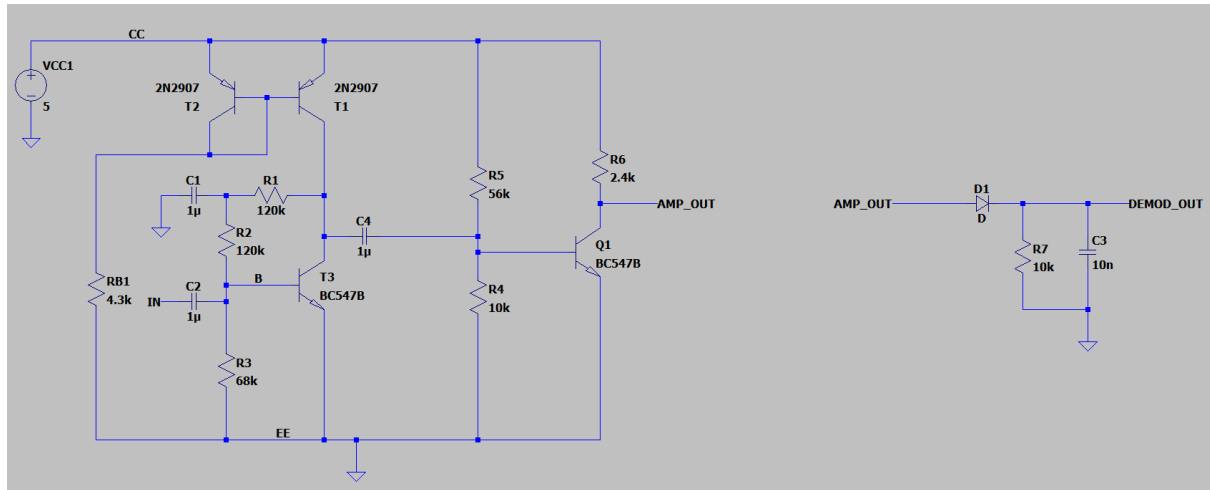 CC
VCC1
5
2N2907
T2
2N2907
T1
R6
2.4k
R5
56k
C1
1µ
R1
120k
AMP_OUT
AMP_OUT
D1
D
DEMOD_OUT
R2
120k
C4
1µ
Q1
BC547B
R7
10k
C3
10n
RB1
4.3k
IN
C2
1µ
B
T3
BC547B
R4
10k
R3
68k
EE